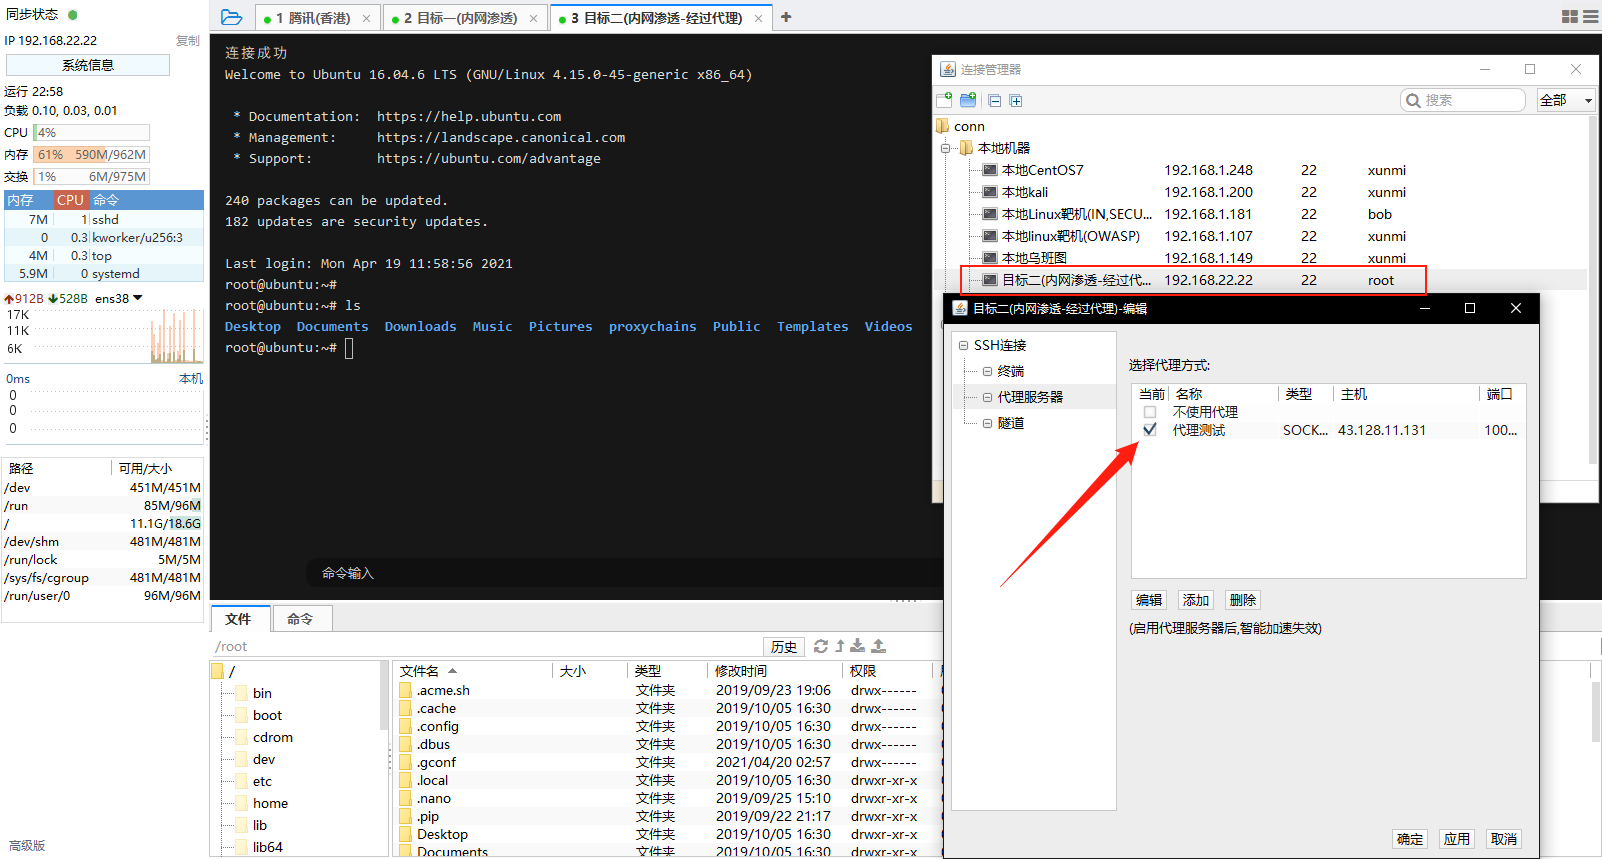 同步状态
IP 192.168.22.22 复制
系统信息
运行 22:58
负载 0.10, 0.03, 0.01
CPU 4%
内存 61% 590M/962M
交换 1% 6M/975M
内存 CPU 命令
7M 1 sshd
0 0.3 kworker/u256:3
4M 0.3 top
5.9M 0 systemd
912B 528B ens38
17K
11K
6K
0ms 本机
0
0
0
路径 可用/大小
/dev 451M/451M
/run 85M/96M
/ 11.1G/18.6G
/dev/shm 481M/481M
/run/lock 5M/5M
/sys/fs/cgroup 481M/481M
/run/user/0 96M/96M
高级版
1 腾讯(香港) ×
2 目标一(内网渗透) ×
3 目标二(内网渗透-经过代理) ×
连接成功
Welcome to Ubuntu 16.04.6 LTS (GNU/Linux 4.15.0-45-generic x86_64)
* Documentation: https://help.ubuntu.com
* Management: https://landscape.canonical.com
* Support: https://ubuntu.com/advantage
240 packages can be updated.
182 updates are security updates.
Last login: Mon Apr 19 11:58:56 2021
root@ubuntu:~#
root@ubuntu:~# ls
Desktop Documents Downloads Music Pictures proxychains Public Templates Videos
root@ubuntu:~#
命令输入
文件 命令
/root 历史
/
bin
boot
cdrom
dev
etc
home
lib
lib64
文件名 大小 类型 修改时间 权限
.acme.sh 文件夹 2019/09/23 19:06 drwx------
.cache 文件夹 2019/10/05 16:30 drwx------
.config 文件夹 2019/10/05 16:30 drwx------
.dbus 文件夹 2019/10/05 16:30 drwx------
.gconf 文件夹 2021/04/20 02:57 drwx------
.local 文件夹 2019/10/05 16:30 drwxr-xr-x
.nano 文件夹 2019/09/25 15:10 drwxr-xr-x
.pip 文件夹 2019/09/22 21:17 drwxr-xr-x
Desktop 文件夹 2019/10/05 16:30 drwxr-xr-x
Documents 文件夹 2019/10/05 16:30 drwxr-xr-x
连接管理器
搜索 全部
conn
本地机器
本地CentOS7 192.168.1.248 22 xunmi
本地kali 192.168.1.200 22 xunmi
本地Linux靶机(IN,SECU... 192.168.1.181 22 bob
本地linux靶机(OWASP) 192.168.1.107 22 xunmi
本地乌班图 192.168.1.149 22 xunmi
目标二(内网渗透-经过代... 192.168.22.22 22 root
目标二(内网渗透-经过代理)-编辑
SSH连接
终端
代理服务器
隧道
选择代理方式:
当前 名称 类型 主机 端口
不使用代理
代理测试 SOCK... 43.128.11.131 100...
编辑 添加 删除
(启用代理服务器后,智能加速失效)
确定 应用 取消